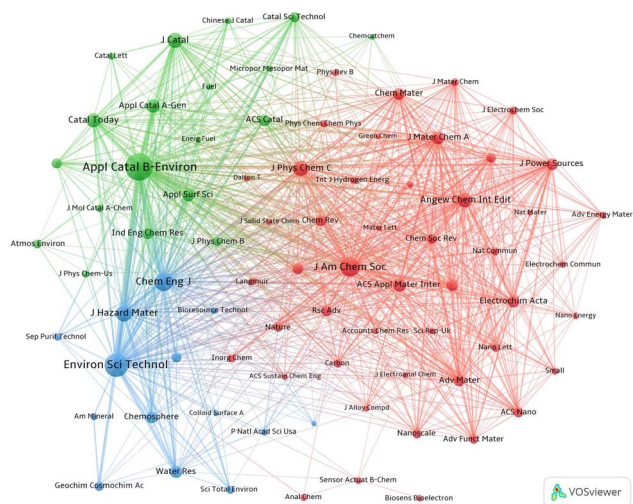 Chinese J Catal
Catal Sci Technol
J Catal
Chemcatchem
Catal Lett
Micropor Mesopor Mat
Phys Rev B
Fuel
J Mater Chem
Chem Mater
Appl Catal A-Gen
J Electrochem Soc
Catal Today
ACS Catal
Phys Chem Chem Phys
Green Chem
J Mater Chem A
Energ Fuel
Appl Catal B-Environ
J Phys Chem C
J Power Sources
Dalton T
Int J Hydrogen Energ
Appl Surf Sci
Angew Chem Int Edit
J Mol Catal A-Chem
Nat Mater
Adv Energy Mater
J Solid State Chem
Chem Rev
Mater Lett
Ind Eng Chem Res
Atmos Environ
J Phys Chem B
Chem Soc Rev
Nat Commun
J Phys Chem-Us
J Am Chem Soc
Electrochem Commun
Chem Eng J
Langmuir
ACS Appl Mater Inter
J Hazard Mater
Bioresource Technol
Rsc Adv
Electrochim Acta
Nano Energy
Sep Purif Technol
Nature
Accounts Chem Res
Sci Rep-Uk
Nano Lett
Environ Sci Technol
Inorg Chem
Carbon
Small
ACS Sustain Chem Eng
J Electroanal Chem
Adv Mater
Am Mineral
Chemosphere
Colloid Surface A
J Alloy Compd
ACS Nano
P Natl Acad Sci Usa
Nanoscale
Adv Funct Mater
Water Res
Geochim Cosmochim Ac
Sci Total Environ
Sensor Actuat B-Chem
Anal Chem
Biosens Bioelectron
VOSviewer